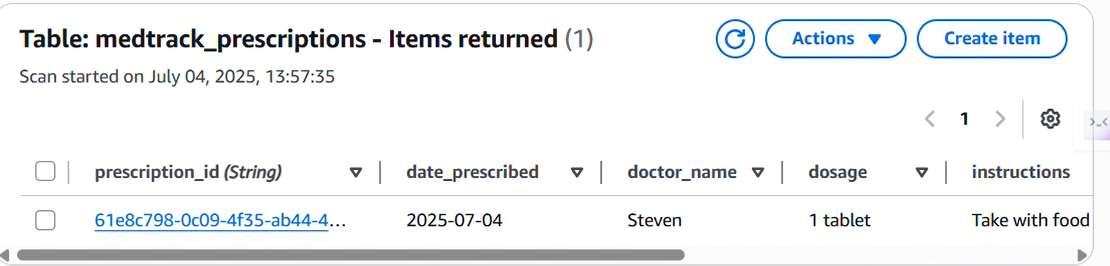 Table: medtrack_prescriptions - Items returned (1)
Actions
Create item
Scan started on July 04, 2025, 13:57:35
1
prescription_id (String) date_prescribed doctor_name dosage instructions
61e8c798-0c09-4f35-ab44-4... 2025-07-04 Steven 1 tablet Take with food